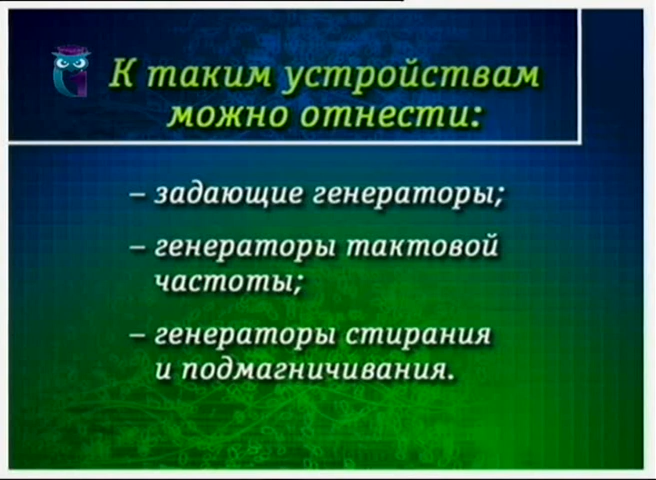 К таким устройствам
можно отнести:
– задающие генераторы;
– генераторы тактовой
частоты;
– генераторы стирания
и подмагничивания.